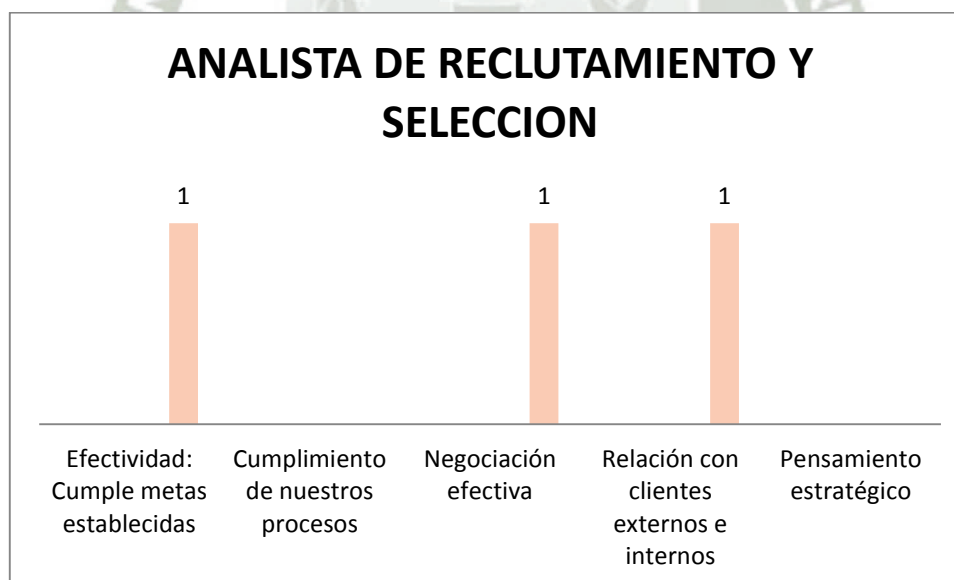 ANALISTA DE RECLUTAMIENTO Y
SELECCION
1
1
1
Efectividad:
Cumple metas
establecidas
Cumplimiento
de nuestros
procesos
Negociación
efectiva
Relación con
clientes
externos e
internos
Pensamiento
estratégico